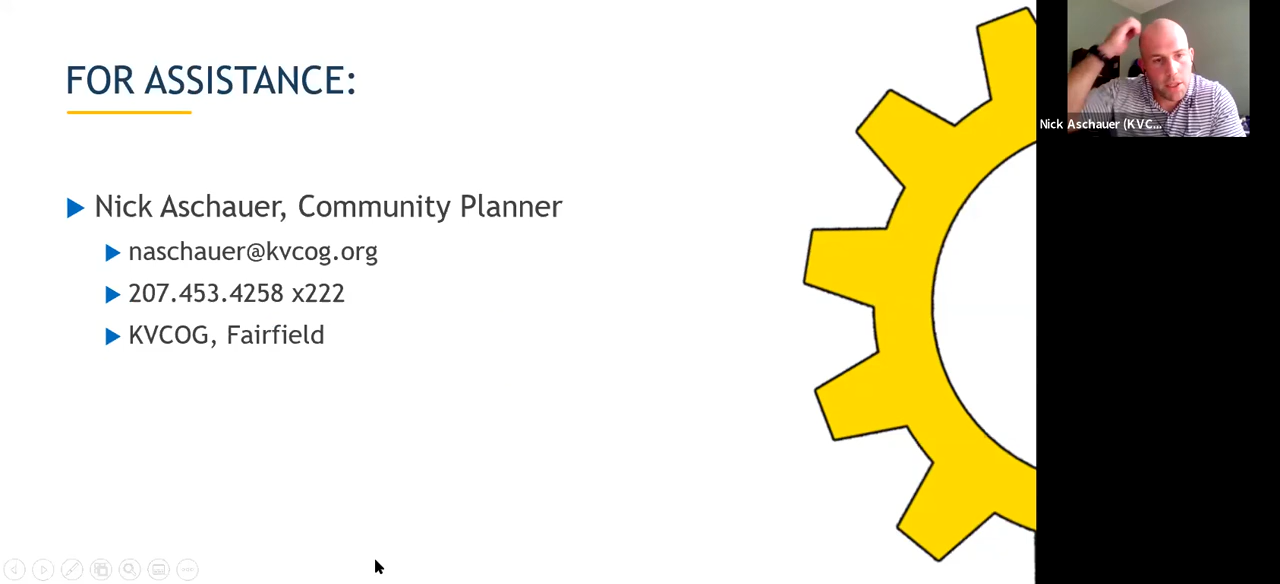 FOR ASSISTANCE:
Nick Aschauer, Community Planner
naschauer@kvcog.org
207.453.4258 x222
KVCOG, Fairfield
Nick Aschauer (KVC...